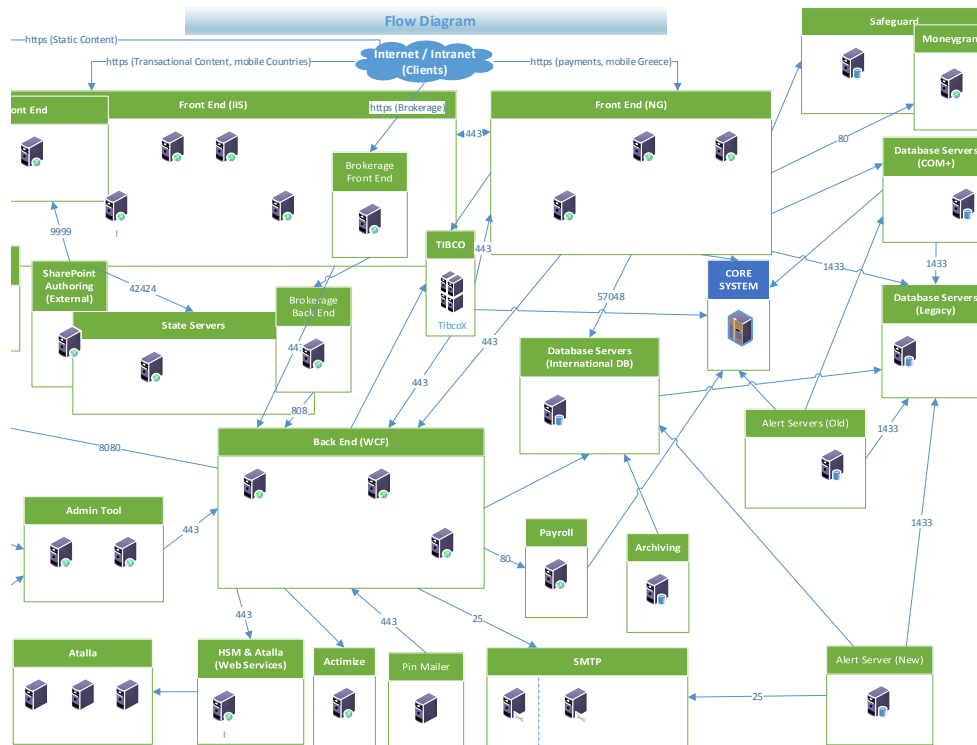 Flow Diagram
https (Static Content)
Safeguard
Moneygran
Internet / Intranet
(Clients)
https (Transactional Content, mobile Countries)
https (payments, mobile Greece)
ont End
Front End (IIS)
https (Brokerage)
Front End (NG)
443
80
Database Servers
(COM+)
Brokerage
Front End
9999
I
TIBCO
443
SharePoint
Authoring
(External)
42424
CORE
SYSTEM
1433
1433
57048
Brokerage
Back End
Database Servers
(Legacy)
State Servers
TibcoX
443
443
Database Servers
(International DB)
443
808
Alert Servers (Old)
1433
8080
Back End (WCF)
Admin Tool
443
1433
Payroll
80
Archiving
443
443
25
Atalla
HSM & Atalla
(Web Services)
Actimize
Pin Mailer
SMTP
Alert Server (New)
25
I